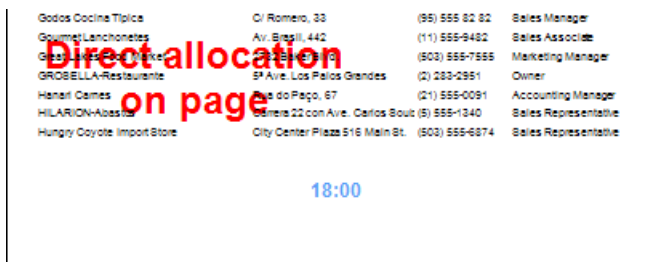 Godos Cocina Típica C/ Romero, 33 (95) 555 82 82 Sales Manager
Gourmet Lanchonetes Av. Brasil, 442 (11) 555-9482 Sales Associate
Direct allocation
Great Lakes Food Market 2732 Baker Blvd. (503) 555-7555 Marketing Manager
GROSELLA-Restaurante 5ª Ave. Los Palos Grandes (2) 283-2951 Owner
on page
Hanari Carnes Rua do Paço, 67 (21) 555-0091 Accounting Manager
HILARION-Abastos Carrera 22 con Ave. Carlos (5) 555-1340 Sales Representative
Hungry Coyote Import Store City Center Plaza 516 Main St. (503) 555-6874 Sales Representative
18:00